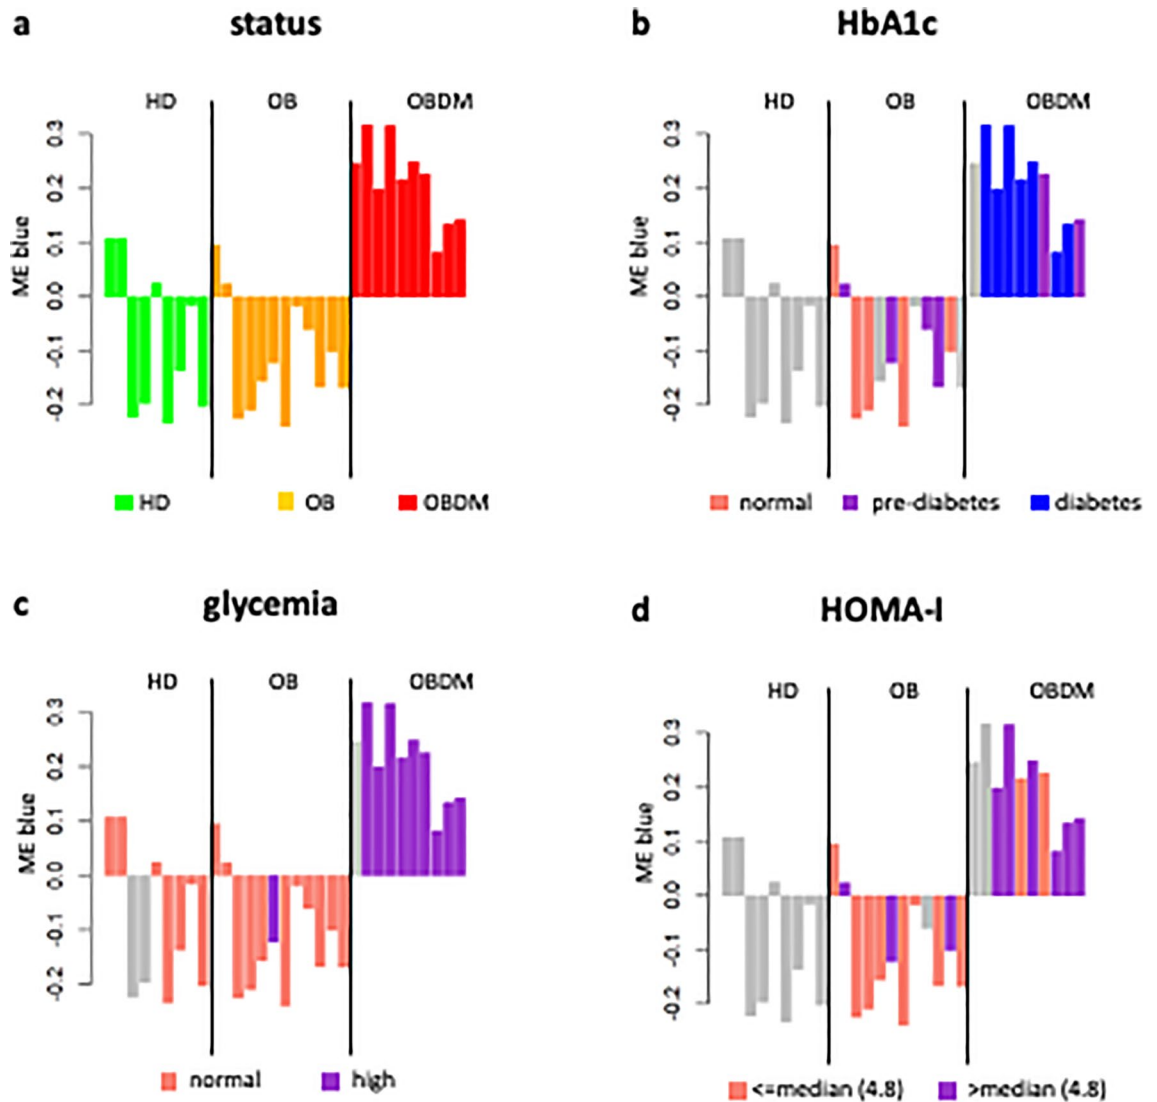 a status
HD OB OBDM
ME blue
0.3
0.2
0.1
0.0
-0.1
-0.2
HD OB OBDM
b HbA1c
HD OB OBDM
ME blue
0.3
0.2
0.1
0.0
-0.1
-0.2
normal pre-diabetes diabetes
c glycemia
HD OB OBDM
ME blue
0.3
0.2
0.1
0.0
-0.1
-0.2
normal high
d HOMA-I
HD OB OBDM
ME blue
0.3
0.2
0.1
0.0
-0.1
-0.2
<=median (4.8) >median (4.8)